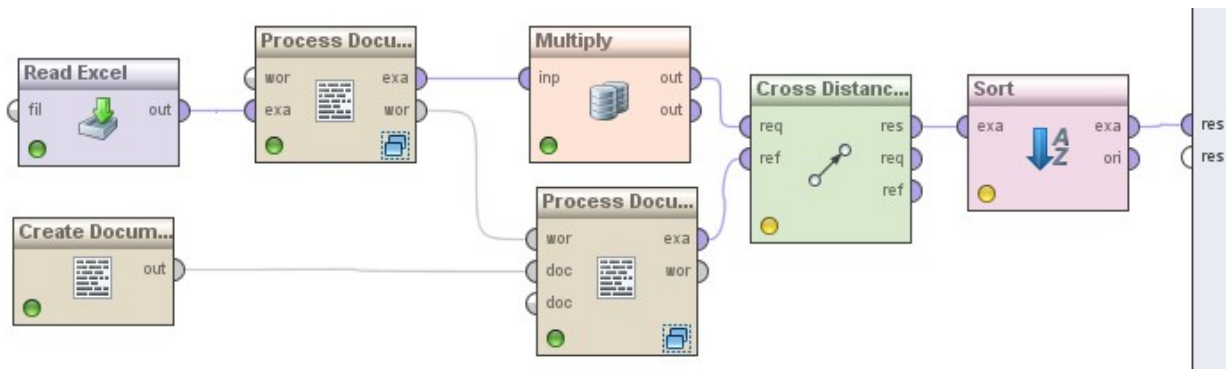 Read Excel
fil
out
Process Docu...
wor
exa
exa
wor
Multiply
inp
out
out
Cross Distanc...
req
res
ref
req
ref
Sort
exa
exa
ori
A
Z
res
res
Create Docum...
out
Process Docu...
wor
exa
doc
wor
doc